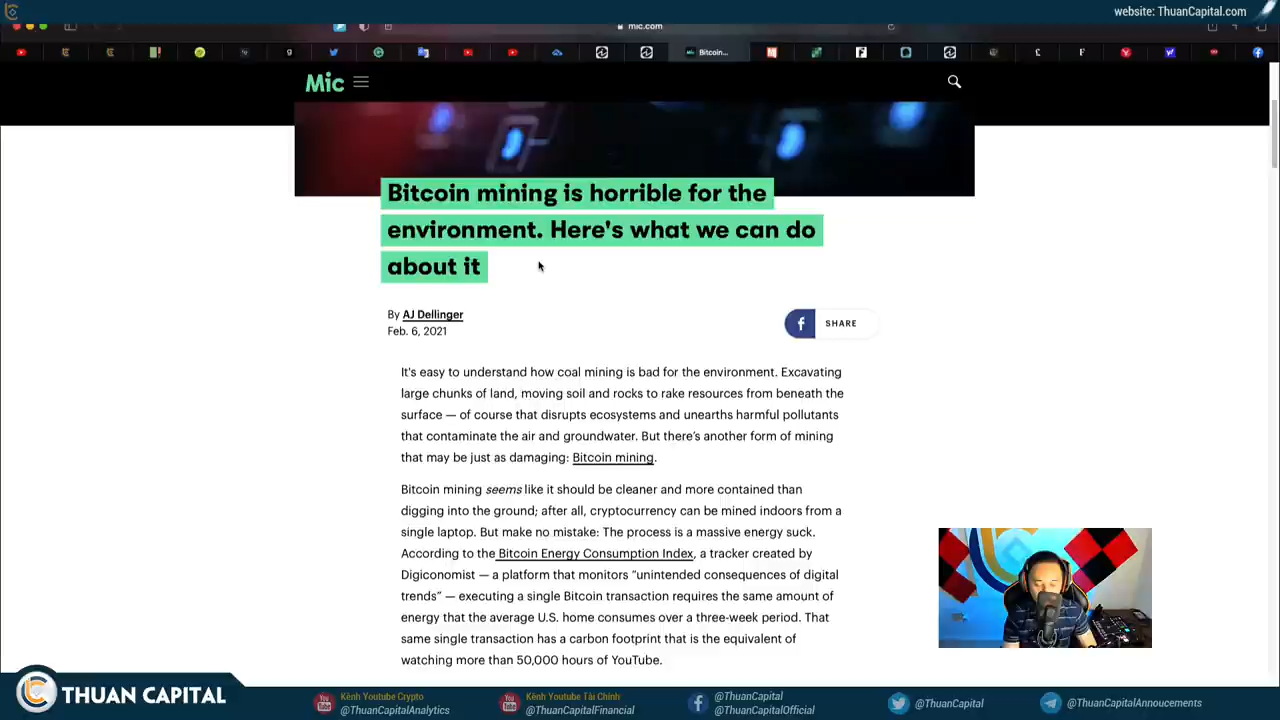 website: ThuanCapital.com
mic.com
Bitcoin...
Mic
Bitcoin mining is horrible for the
environment. Here's what we can do
about it
By AJ Dellinger
Feb. 6, 2021
SHARE
It's easy to understand how coal mining is bad for the environment. Excavating
large chunks of land, moving soil and rocks to rake resources from beneath the
surface — of course that disrupts ecosystems and unearths harmful pollutants
that contaminate the air and groundwater. But there's another form of mining
that may be just as damaging: Bitcoin mining.
Bitcoin mining seems like it should be cleaner and more contained than
digging into the ground; after all, cryptocurrency can be mined indoors from a
single laptop. But make no mistake: The process is a massive energy suck.
According to the Bitcoin Energy Consumption Index, a tracker created by
Digiconomist — a platform that monitors “unintended consequences of digital
trends” — executing a single Bitcoin transaction requires the same amount of
energy that the average U.S. home consumes over a three-week period. That
same single transaction has a carbon footprint that is the equivalent of
watching more than 50,000 hours of YouTube.
THUAN CAPITAL
Kênh Youtube Crypto
@ThuanCapitalAnalytics
Kênh Youtube Tài Chính
@ThuanCapitalFinancial
@ThuanCapital
@ThuanCapitalOfficial
@ThuanCapital
@ThuanCapitalAnnoucements